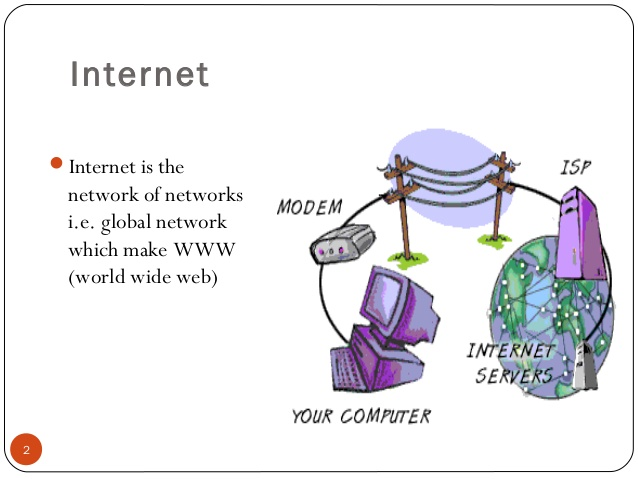 Internet
Internet is the
network of networks
i.e. global network
which make WWW
(world wide web)
MODEM
ISP
INTERNET
SERVERS
YOUR COMPUTER
2